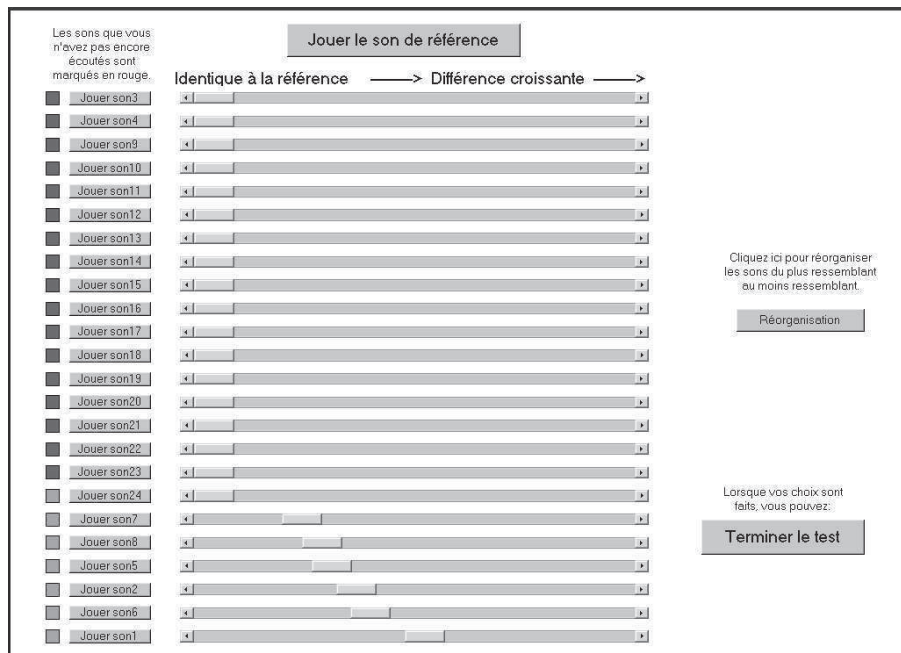 Les sons que vous
n'avez pas encore
écoutés sont
marqués en rouge.
Jouer le son de référence
Identique à la référence Différence croissante
Jouer son3
Jouer son4
Jouer son9
Jouer son10
Jouer son11
Jouer son12
Jouer son13
Jouer son14
Jouer son15
Jouer son16
Jouer son17
Jouer son18
Jouer son19
Jouer son20
Jouer son21
Jouer son22
Jouer son23
Jouer son24
Jouer son7
Jouer son8
Jouer son5
Jouer son2
Jouer son6
Jouer son1
Cliquez ici pour réorganiser
les sons du plus ressemblant
au moins ressemblant.
Réorganisation
Lorsque vos choix sont
faits, vous pouvez:
Terminer le test